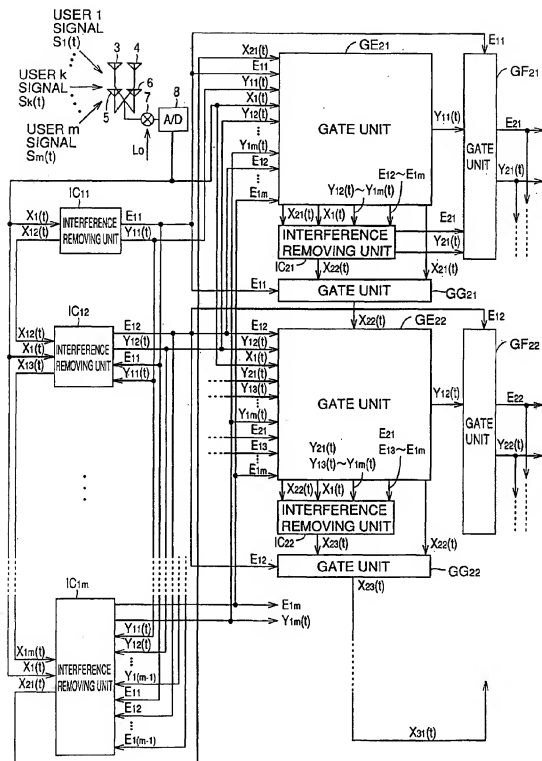 USER 1
SIGNAL
S1(t)
USER k
SIGNAL
Sk(t)
USER m
SIGNAL
Sm(t)
3 4
5 6
7
8
A/D
Lo
X21(t)
E11
Y11(t)
X1(t)
Y12(t)
Y1m(t)
E12
E1m
GE21
GATE UNIT
Y11(t)
E11
GF21
GATE UNIT
E21
Y21(t)
Y12(t)~Y1m(t)
E12~E1m
X21(t)
X1(t)
INTERFERENCE
REMOVING UNIT
E21
Y21(t)
IC21
X22(t)
X21(t)
E11
GATE UNIT
GG21
X22(t)
IC11
X1(t)
X12(t)
INTERFERENCE
REMOVING UNIT
E11
Y11(t)
IC12
X12(t)
X1(t)
X13(t)
INTERFERENCE
REMOVING UNIT
E12
Y12(t)
E11
Y11(t)
GE22
E12
Y12(t)
X1(t)
Y21(t)
Y13(t)
Y1m(t)
E21
E13
E1m
GATE UNIT
Y12(t)
E12
GF22
GATE UNIT
E22
Y22(t)
Y21(t)
Y13(t)~Y1m(t)
E21
E13~E1m
X22(t)
X1(t)
INTERFERENCE
REMOVING UNIT
IC22
X23(t)
X22(t)
E12
GATE UNIT
GG22
X23(t)
IC1m
X1m(t)
X1(t)
X21(t)
INTERFERENCE
REMOVING UNIT
E1m
Y1m(t)
Y11(t)
Y12(t)
Y1(m-1)
E11
E12
E1(m-1)
X31(t)